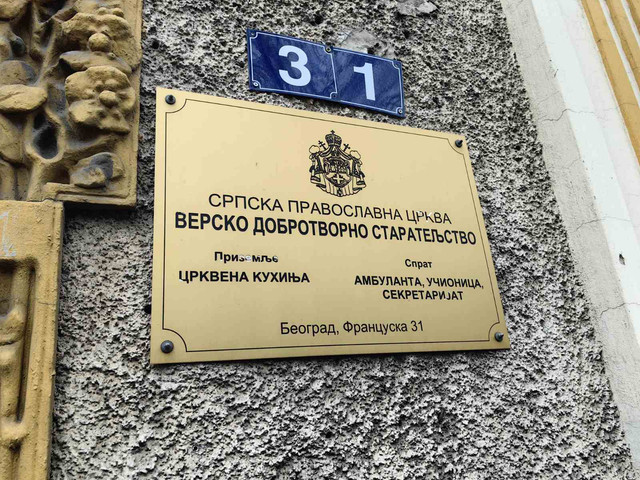 31
СРПСКА ПРАВОСЛАВНА ЦРКВА
ВЕРСКО ДОБРОТВОРНО СТАРАТЕЉСТВО
Приземље
ЦРКВЕНА КУХИЊА
Спрат
АМБУЛАНТА, УЧИОНИЦА,
СЕКРЕТАРИЈАТ
Београд, Француска 31